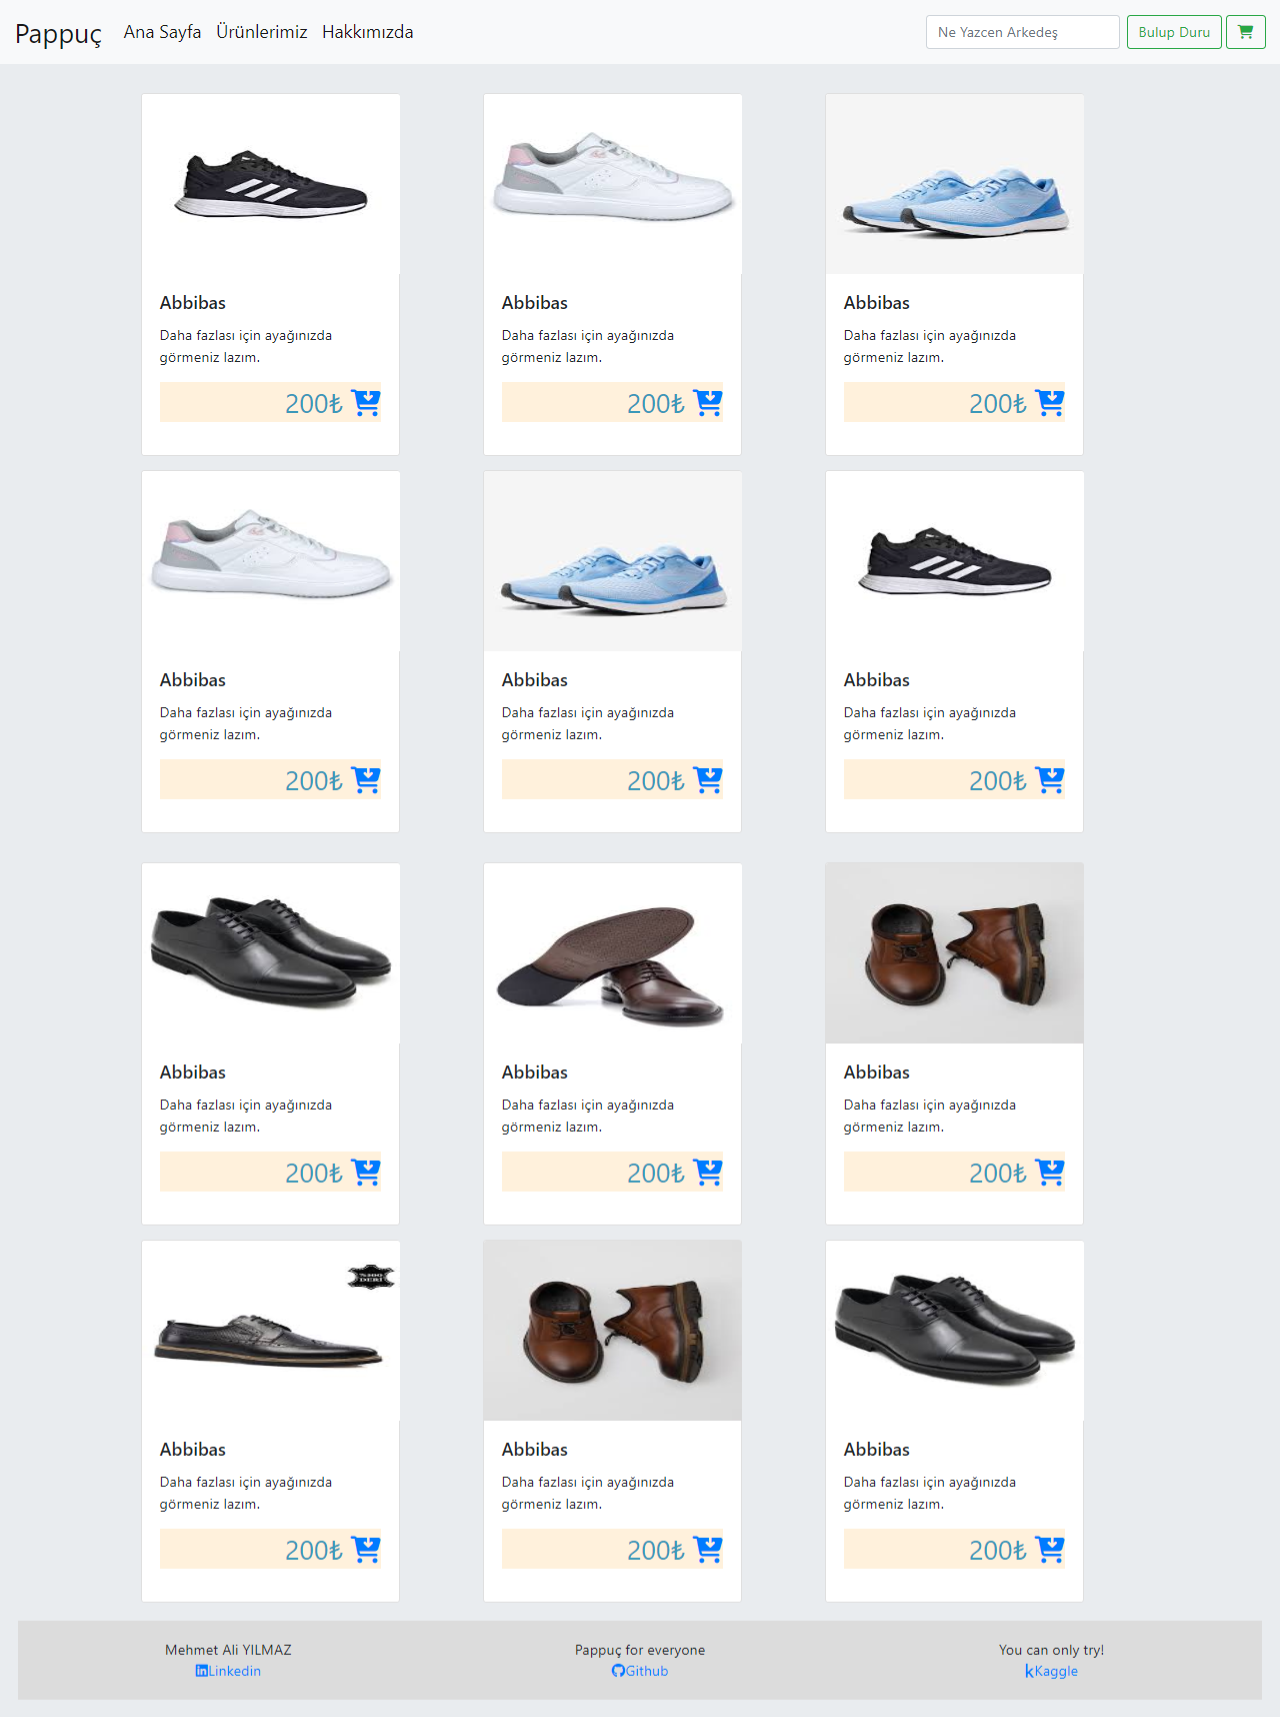 Pappuç Ana Sayfa Ürünlerimiz Hakkımızda Ne Yazcen Arkedeş Bulup Duru
Abbibas
Daha fazlası için ayağınızda
görmeniz lazım.
200₺
Abbibas
Daha fazlası için ayağınızda
görmeniz lazım.
200₺
Abbibas
Daha fazlası için ayağınızda
görmeniz lazım.
200₺
Abbibas
Daha fazlası için ayağınızda
görmeniz lazım.
200₺
Abbibas
Daha fazlası için ayağınızda
görmeniz lazım.
200₺
Abbibas
Daha fazlası için ayağınızda
görmeniz lazım.
200₺
Abbibas
Daha fazlası için ayağınızda
görmeniz lazım.
200₺
Abbibas
Daha fazlası için ayağınızda
görmeniz lazım.
200₺
Abbibas
Daha fazlası için ayağınızda
görmeniz lazım.
200₺
%100
DERİ
Abbibas
Daha fazlası için ayağınızda
görmeniz lazım.
200₺
Abbibas
Daha fazlası için ayağınızda
görmeniz lazım.
200₺
Abbibas
Daha fazlası için ayağınızda
görmeniz lazım.
200₺
Mehmet Ali YILMAZ
Linkedin
Pappuç for everyone
Github
You can only try!
Kaggle